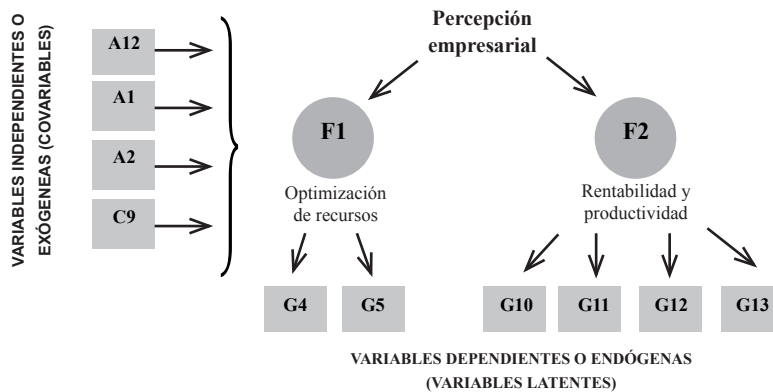 VARIABLES INDEPENDIENTES O
EXÓGENEAS (COVARIABLES)
A12
A1
A2
C9
Percepción
empresarial
F1
Optimización
de recursos
F2
Rentabilidad y
productividad
G4
G5
G10
G11
G12
G13
VARIABLES DEPENDIENTES O ENDÓGENAS
(VARIABLES LATENTES)